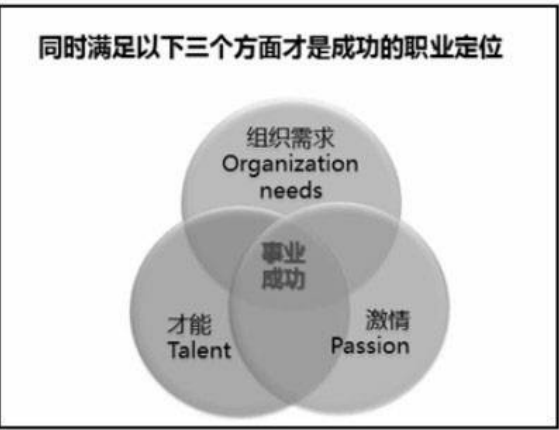 同时满足以下三个方面才是成功的职业定位
组织需求
Organization
needs
事业
成功
才能
Talent
激情
Passion